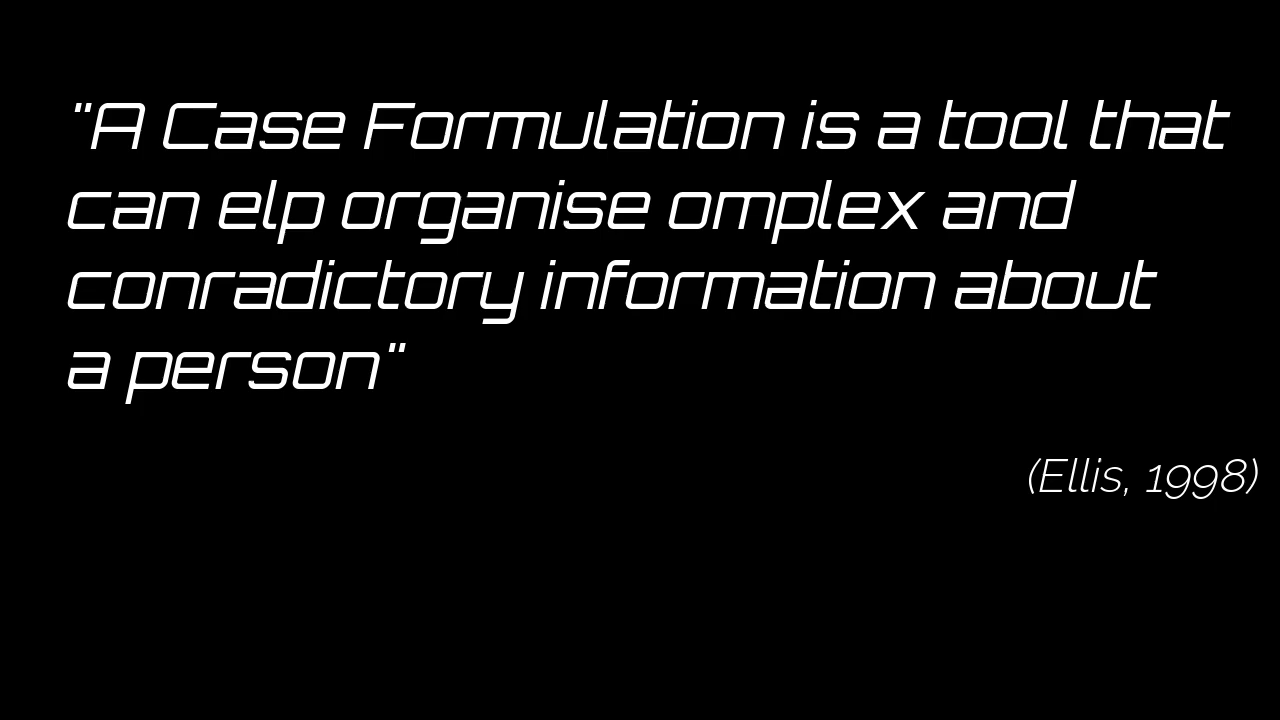 "A Case Formulation is a tool that
can elp organise omplex and
conradictory information about
a person"
(Ellis, 1998)